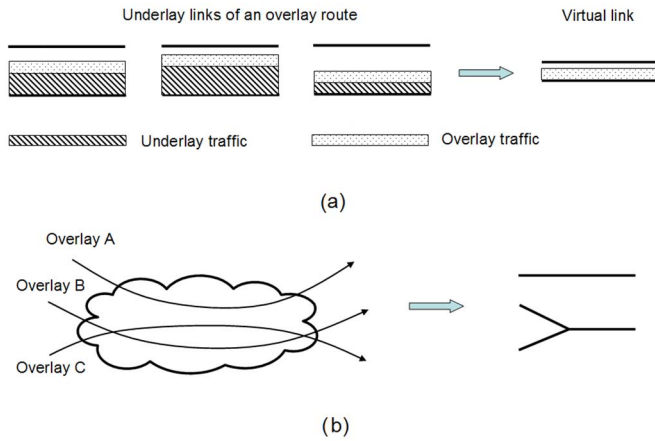 Underlay links of an overlay route
Virtual link
Underlay traffic
Overlay traffic
(a)
Overlay A
Overlay B
Overlay C
(b)